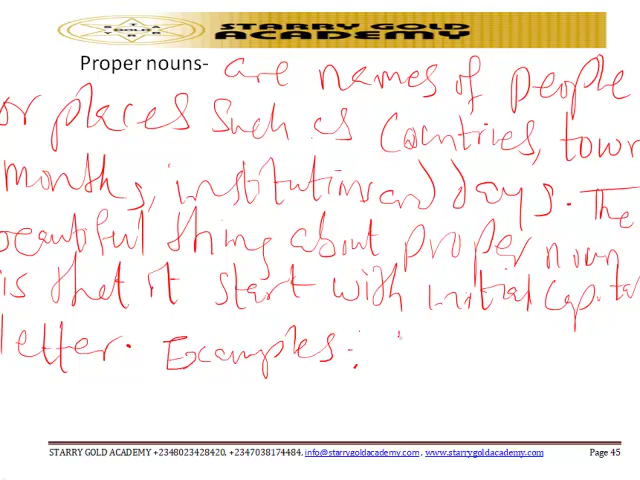 STARRY GOLD
ACADEMY
Proper nouns- are names of people
or places such as Countries, town
months, institutions and days. The
beautiful thing about proper noun
is that it start with initial Capital
letter. Examples:
STARRY GOLD ACADEMY +2348023428420, +2347038174484, info@starrygoldacademy.com, www.starrygoldacademy.com Page 45